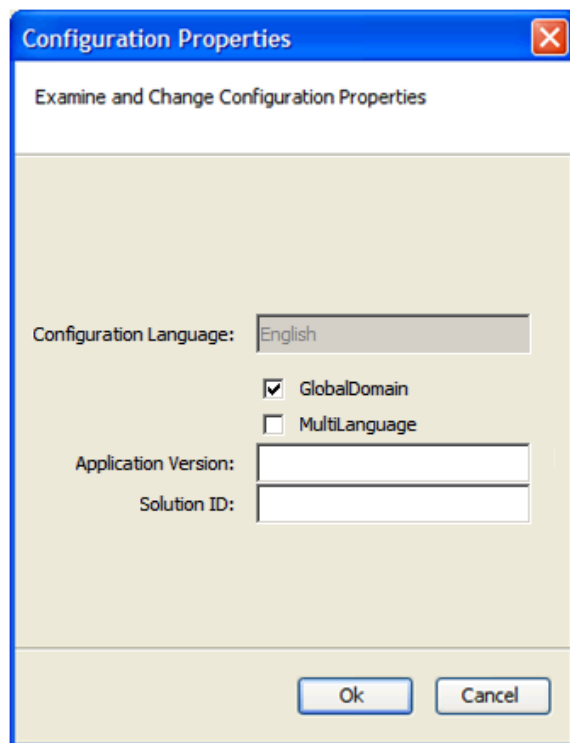 Configuration Properties
Examine and Change Configuration Properties
Configuration Language: English
GlobalDomain
MultiLanguage
Application Version:
Solution ID:
Ok Cancel